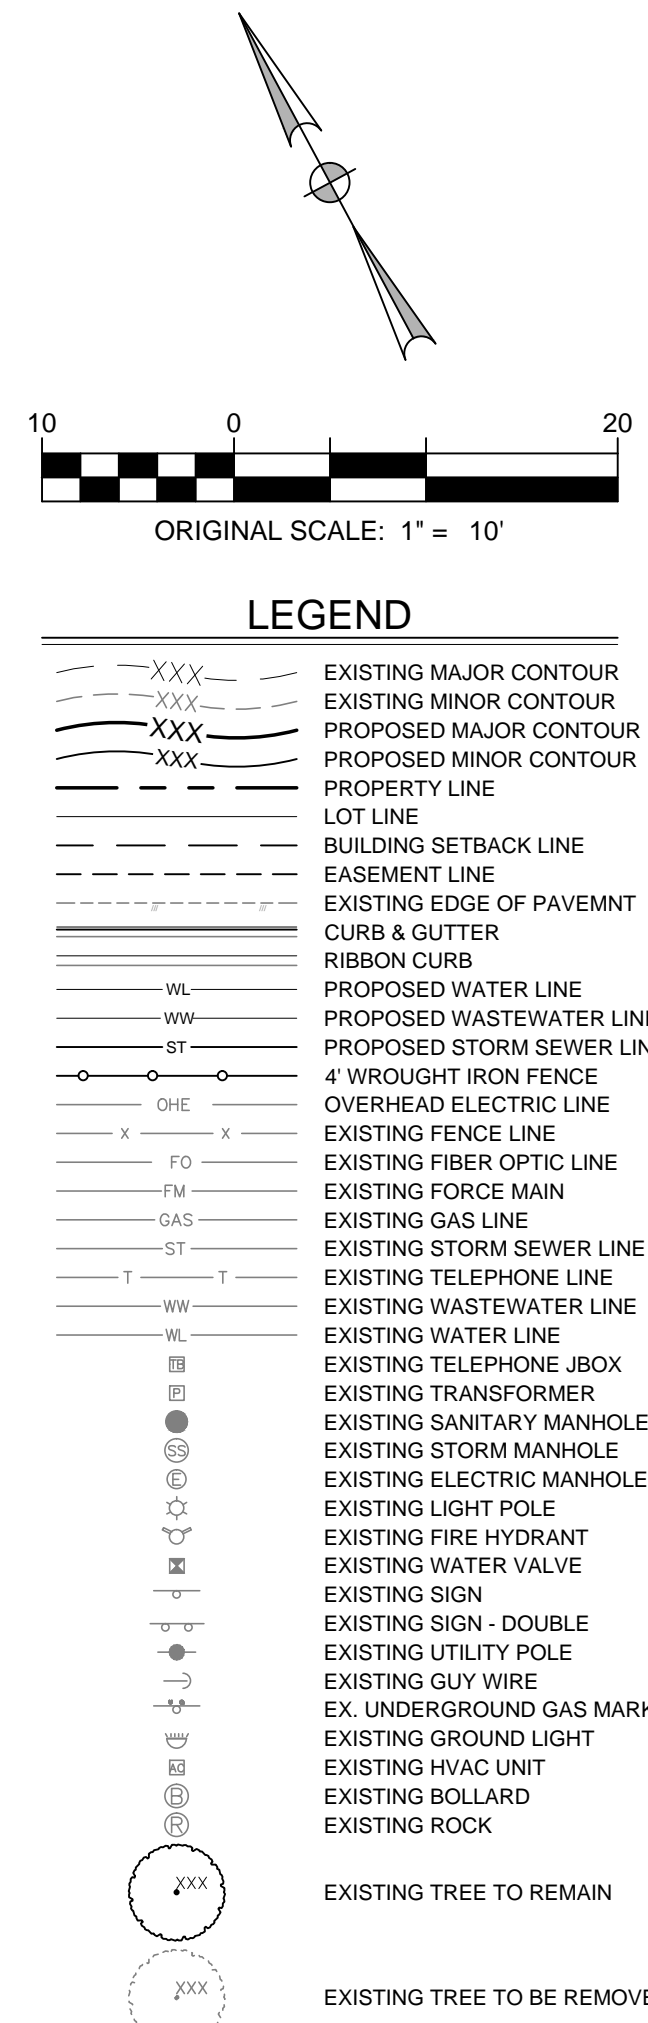 10 0 20
ORIGINAL SCALE: 1" = 10'
LEGEND
XXX EXISTING MAJOR CONTOUR
XXX EXISTING MINOR CONTOUR
XXX PROPOSED MAJOR CONTOUR
XXX PROPOSED MINOR CONTOUR
PROPERTY LINE
LOT LINE
BUILDING SETBACK LINE
EASEMENT LINE
EXISTING EDGE OF PAVEMNT
CURB & GUTTER
RIBBON CURB
WL PROPOSED WATER LINE
WW PROPOSED WASTEWATER LIN
ST PROPOSED STORM SEWER LIN
4' WROUGHT IRON FENCE
OHE OVERHEAD ELECTRIC LINE
X X EXISTING FENCE LINE
FO EXISTING FIBER OPTIC LINE
FM EXISTING FORCE MAIN
GAS EXISTING GAS LINE
ST EXISTING STORM SEWER LINE
T T EXISTING TELEPHONE LINE
WW EXISTING WASTEWATER LINE
WL EXISTING WATER LINE
TB EXISTING TELEPHONE JBOX
P EXISTING TRANSFORMER
EXISTING SANITARY MANHOLE
SS EXISTING STORM MANHOLE
E EXISTING ELECTRIC MANHOLE
EXISTING LIGHT POLE
EXISTING FIRE HYDRANT
EXISTING WATER VALVE
EXISTING SIGN
EXISTING SIGN - DOUBLE
EXISTING UTILITY POLE
EXISTING GUY WIRE
EX. UNDERGROUND GAS MARK
EXISTING GROUND LIGHT
AC EXISTING HVAC UNIT
B EXISTING BOLLARD
R EXISTING ROCK
XXX EXISTING TREE TO REMAIN
XXX EXISTING TREE TO BE REMOVE